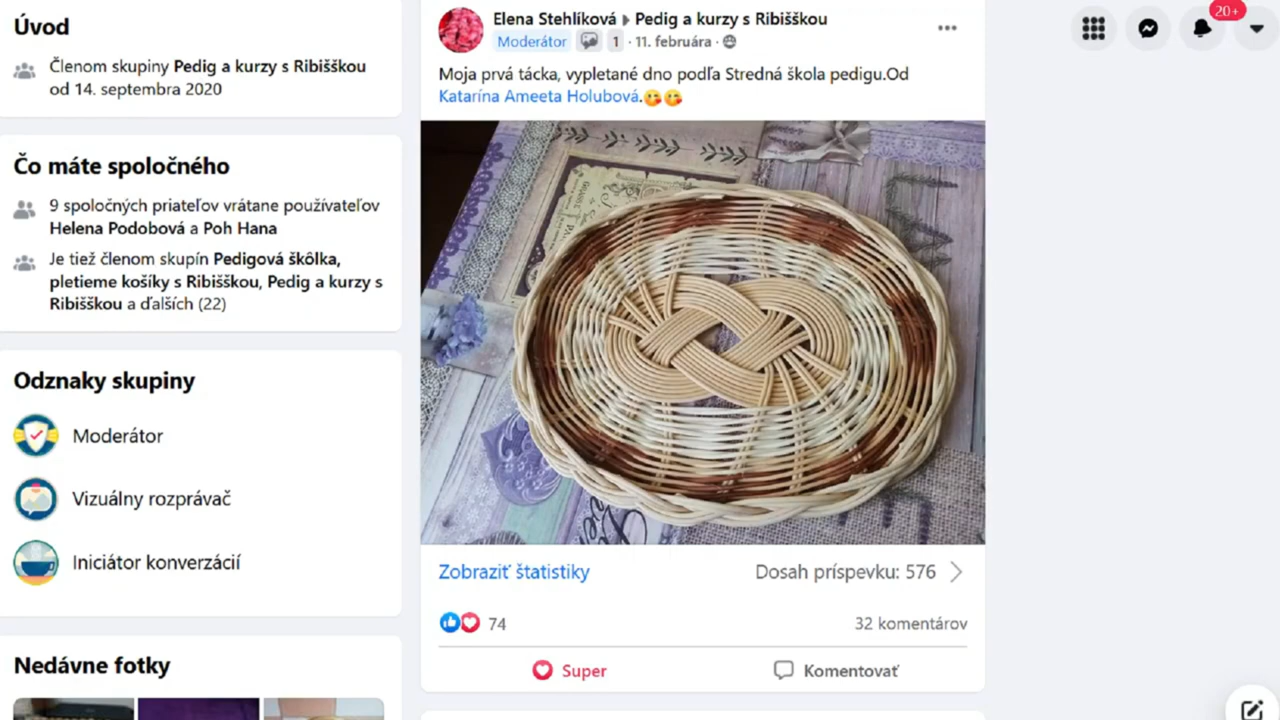 Úvod
Členom skupiny Pedig a kurzy s Ribišškou
od 14. septembra 2020
Čo máte spoločného
9 spoločných priateľov vrátane používateľov
Helena Podobová a Poh Hana
Je tiež členom skupín Pedigová škôlka,
pletieme košíky s Ribišškou, Pedig a kurzy s
Ribišškou a ďalších (22)
Odznaky skupiny
Moderátor
Vizuálny rozprávač
Iniciátor konverzácií
Nedávne fotky
Elena Stehlíková ▸ Pedig a kurzy s Ribišškou
Moderátor 1 · 11. februára ·
Moja prvá tácka, vypletané dno podľa Stredná škola pedigu.Od
Katarína Ameeta Holubová.😘😘
Zobraziť štatistiky
Dosah príspevku: 576
74
32 komentárov
Super
Komentovať
20+